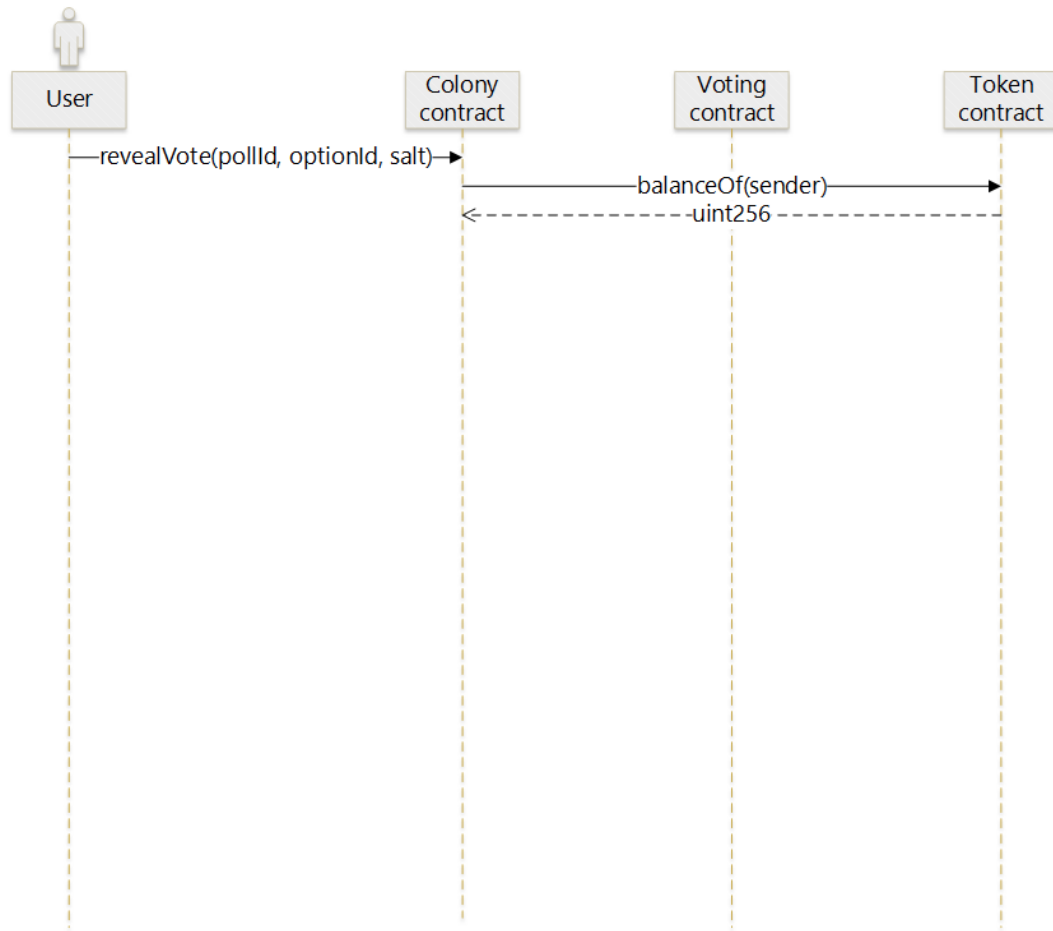 User
Colony
contract
Voting
contract
Token
contract
revealVote(pollId, optionId, salt)
balanceOf(sender)
uint256